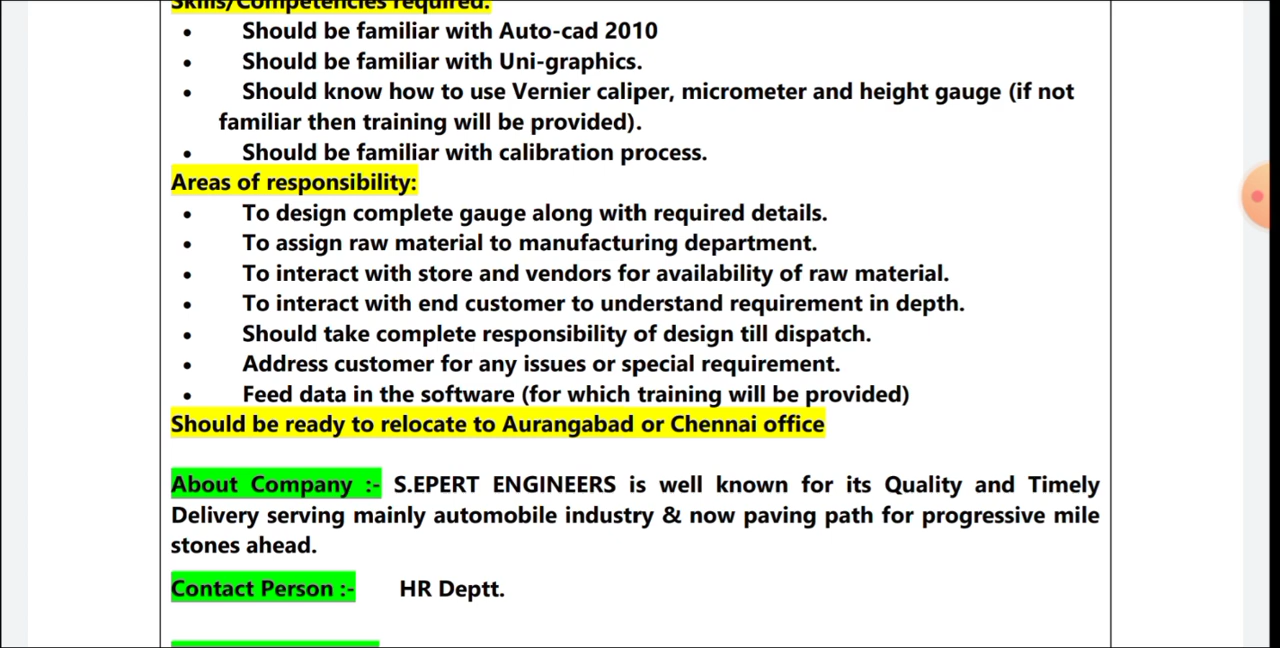 Skills/Competencies required:
• Should be familiar with Auto-cad 2010
• Should be familiar with Uni-graphics.
• Should know how to use Vernier caliper, micrometer and height gauge (if not
familiar then training will be provided).
• Should be familiar with calibration process.
Areas of responsibility:
• To design complete gauge along with required details.
• To assign raw material to manufacturing department.
• To interact with store and vendors for availability of raw material.
• To interact with end customer to understand requirement in depth.
• Should take complete responsibility of design till dispatch.
• Address customer for any issues or special requirement.
• Feed data in the software (for which training will be provided)
Should be ready to relocate to Aurangabad or Chennai office
About Company :- S.EPERT ENGINEERS is well known for its Quality and Timely
Delivery serving mainly automobile industry & now paving path for progressive mile
stones ahead.
Contact Person :- HR Deptt.